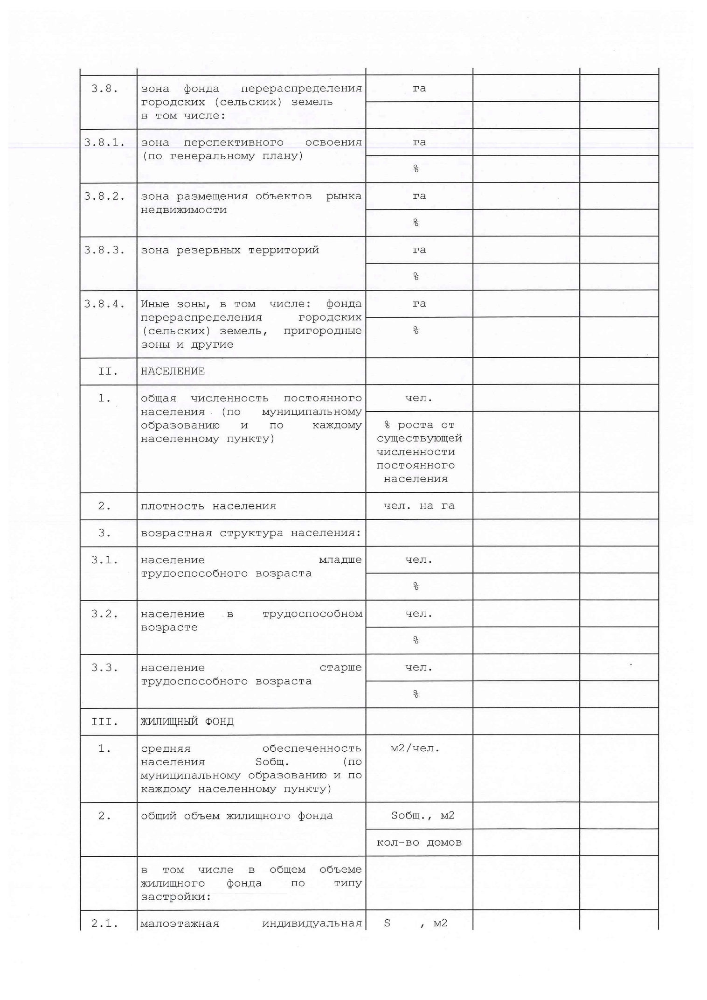 3.8. зона фонда перераспределения га
городских (сельских) земель
в том числе:
3.8.1. зона перспективного освоения га
(по генеральному плану)
%
3.8.2. зона размещения объектов рынка га
недвижимости
%
3.8.3. зона резервных территорий га
%
3.8.4. Иные зоны, в том числе: фонда га
перераспределения городских
(сельских) земель, пригородные %
зоны и другие
II. НАСЕЛЕНИЕ
1. общая численность постоянного чел.
населения (по муниципальному
образованию и по каждому % роста от
населенному пункту) существующей
численности
постоянного
населения
2. плотность населения чел. на га
3. возрастная структура населения:
3.1. население младше чел.
трудоспособного возраста
%
3.2. население в трудоспособном чел.
возрасте
%
3.3. население старше чел.
трудоспособного возраста
%
III. ЖИЛИЩНЫЙ ФОНД
1. средняя обеспеченность м2/чел.
населения Sобщ. (по
муниципальному образованию и по
каждому населенному пункту)
2. общий объем жилищного фонда Sобщ., м2
кол-во домов
в том числе в общем объеме
жилищного фонда по типу
застройки:
2.1. малоэтажная индивидуальная S , м2